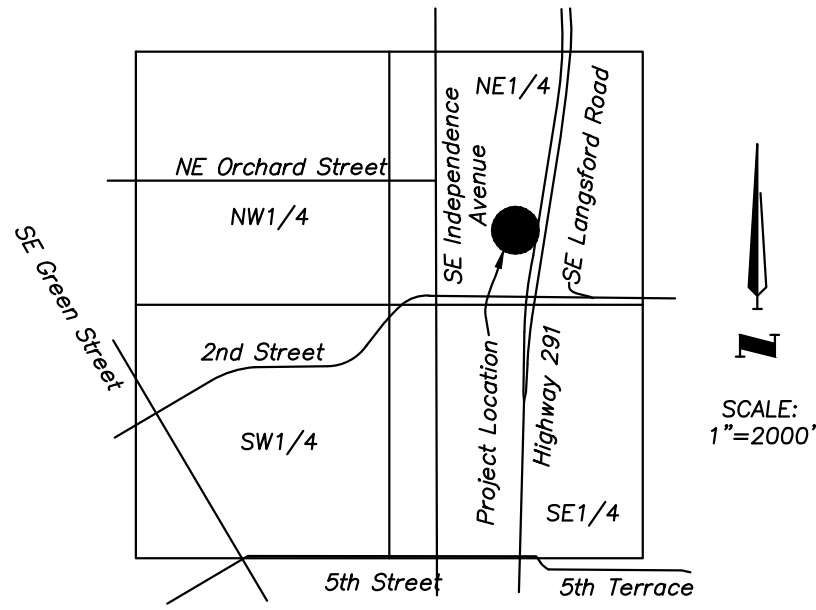 NE1/4
SE Independence
Avenue
SE Langsford Road
NE Orchard Street
NW1/4
SE Green Street
2nd Street
Project Location
Highway 291
N
SCALE:
1"=2000'
SW1/4
SE1/4
5th Street
5th Terrace